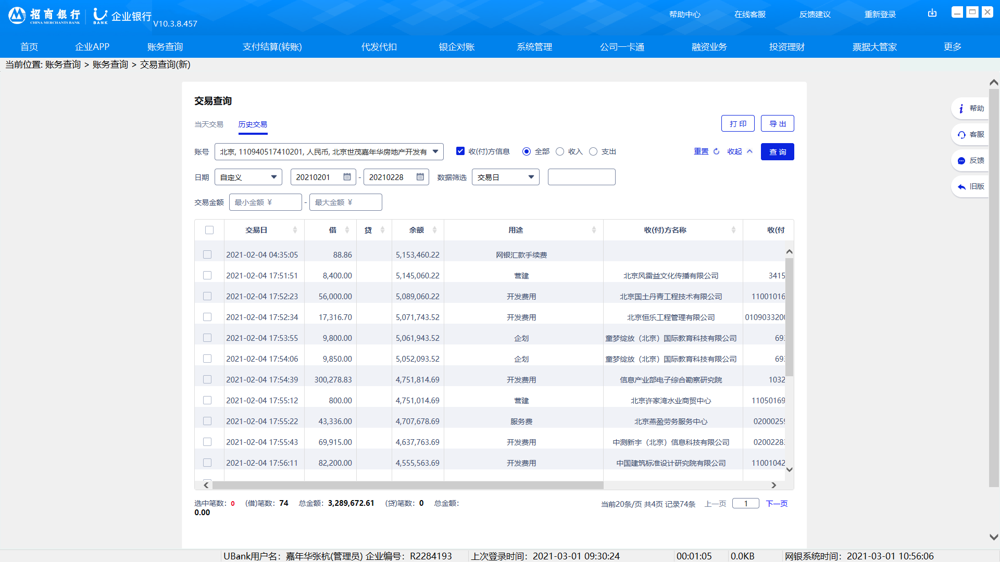 招商银行 CHINA MERCHANTS BANK U BANK 企业银行 V10.3.8.457 帮助中心 在线客服 反馈建议 重新登录
首页 企业APP 账务查询 支付结算(转账) 代发代扣 银企对账 系统管理 公司一卡通 融资业务 投资理财 票据大管家 更多
当前位置: 账务查询 > 账务查询 > 交易查询(新)
交易查询
当天交易 历史交易 打 印 导 出
账号 北京, 110940517410201, 人民币, 北京世茂嘉年华房地产开发有 收(付)方信息 全部 收入 支出 重置 收起 查 询
日期 自定义 20210201 - 20210228 数据筛选 交易日
交易金额 最小金额 ¥ - 最大金额 ¥
交易日 借 贷 余额 用途 收(付)方名称 收(付
2021-02-04 04:35:05 88.86 5,153,460.22 网银汇款手续费
2021-02-04 17:51:51 8,400.00 5,145,060.22 营建 北京风雷益文化传播有限公司 3415
2021-02-04 17:52:23 56,000.00 5,089,060.22 开发费用 北京国土丹青工程技术有限公司 11001016
2021-02-04 17:52:34 17,316.70 5,071,743.52 开发费用 北京恒乐工程管理有限公司 0109033200
2021-02-04 17:53:55 9,800.00 5,061,943.52 企划 童梦绽放（北京）国际教育科技有限公司 693
2021-02-04 17:54:06 9,850.00 5,052,093.52 企划 童梦绽放（北京）国际教育科技有限公司 693
2021-02-04 17:54:39 300,278.83 4,751,814.69 开发费用 信息产业部电子综合勘察研究院 1032
2021-02-04 17:55:12 800.00 4,751,014.69 营建 北京许家湾水业商贸中心 11050169
2021-02-04 17:55:22 43,336.00 4,707,678.69 服务费 北京燕盈劳务服务中心 02000259
2021-02-04 17:55:43 69,915.00 4,637,763.69 开发费用 中测新宇（北京）信息科技有限公司 02002283
2021-02-04 17:56:11 82,200.00 4,555,563.69 开发费用 中国建筑标准设计研究院有限公司 11001042
选中笔数: 0 (借)笔数: 74 总金额: 3,289,672.61 (贷)笔数: 0 总金额:
0.00
当前20条/页 共4页 记录74条 上一页 1 下一页
帮助
客服
反馈
旧版
UBank用户名：嘉年华张杭(管理员) 企业编号：R2284193 上次登录时间：2021-03-01 09:30:24 00:01:05 0.0KB 网银系统时间：2021-03-01 10:56:06